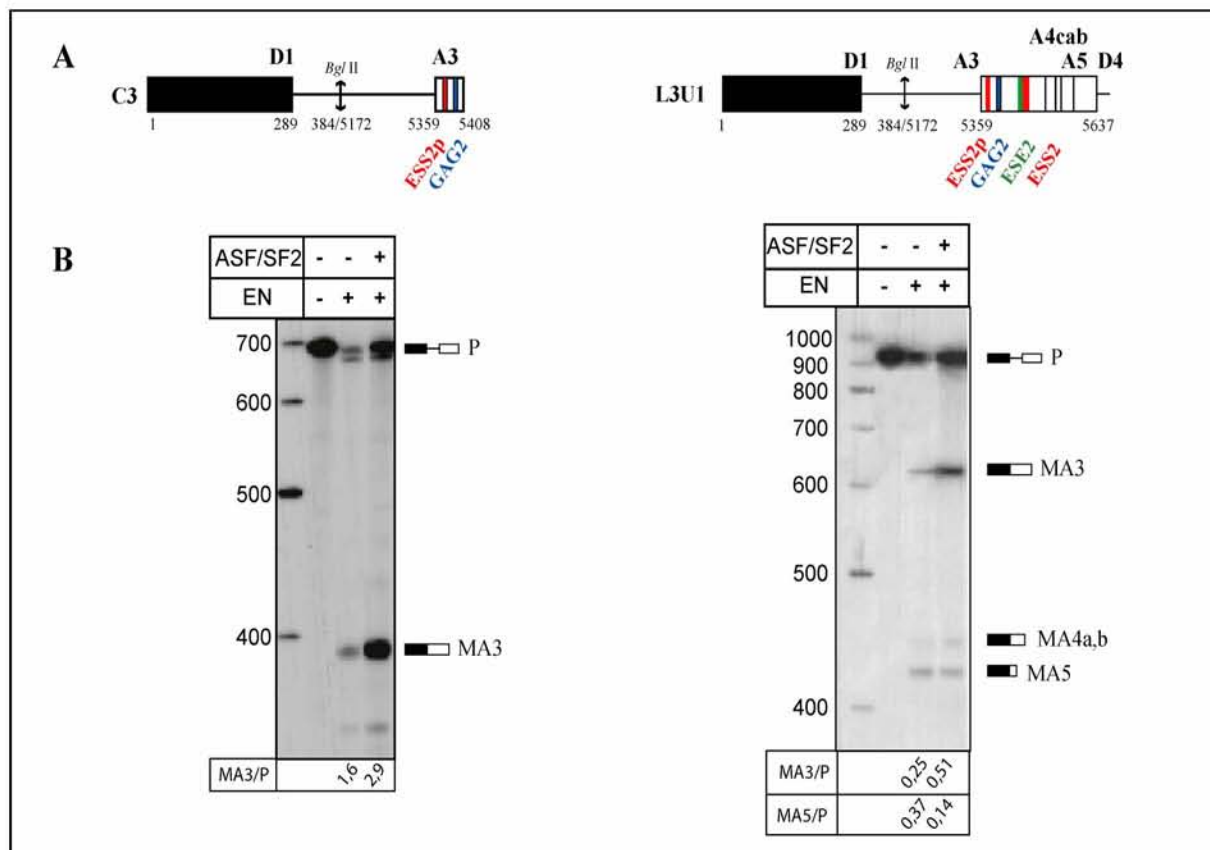 A
D1
Bgl II
A3
C3
1
289
384/5172
5359
5408
ESS2p
GAG2
A4cab
D1
Bgl II
A3
A5
D4
L3U1
1
289
384/5172
5359
5637
ESS2p
GAG2
ESE2
ESS2
B
ASF/SF2 - - +
EN - + +
700
P
600
500
400
MA3
MA3/P 1,6 2,9
ASF/SF2 - - +
EN - + +
1000
900
P
800
700
MA3
600
500
MA4a,b
MA5
400
MA3/P 0,25 0,51
MA5/P 0,37 0,14